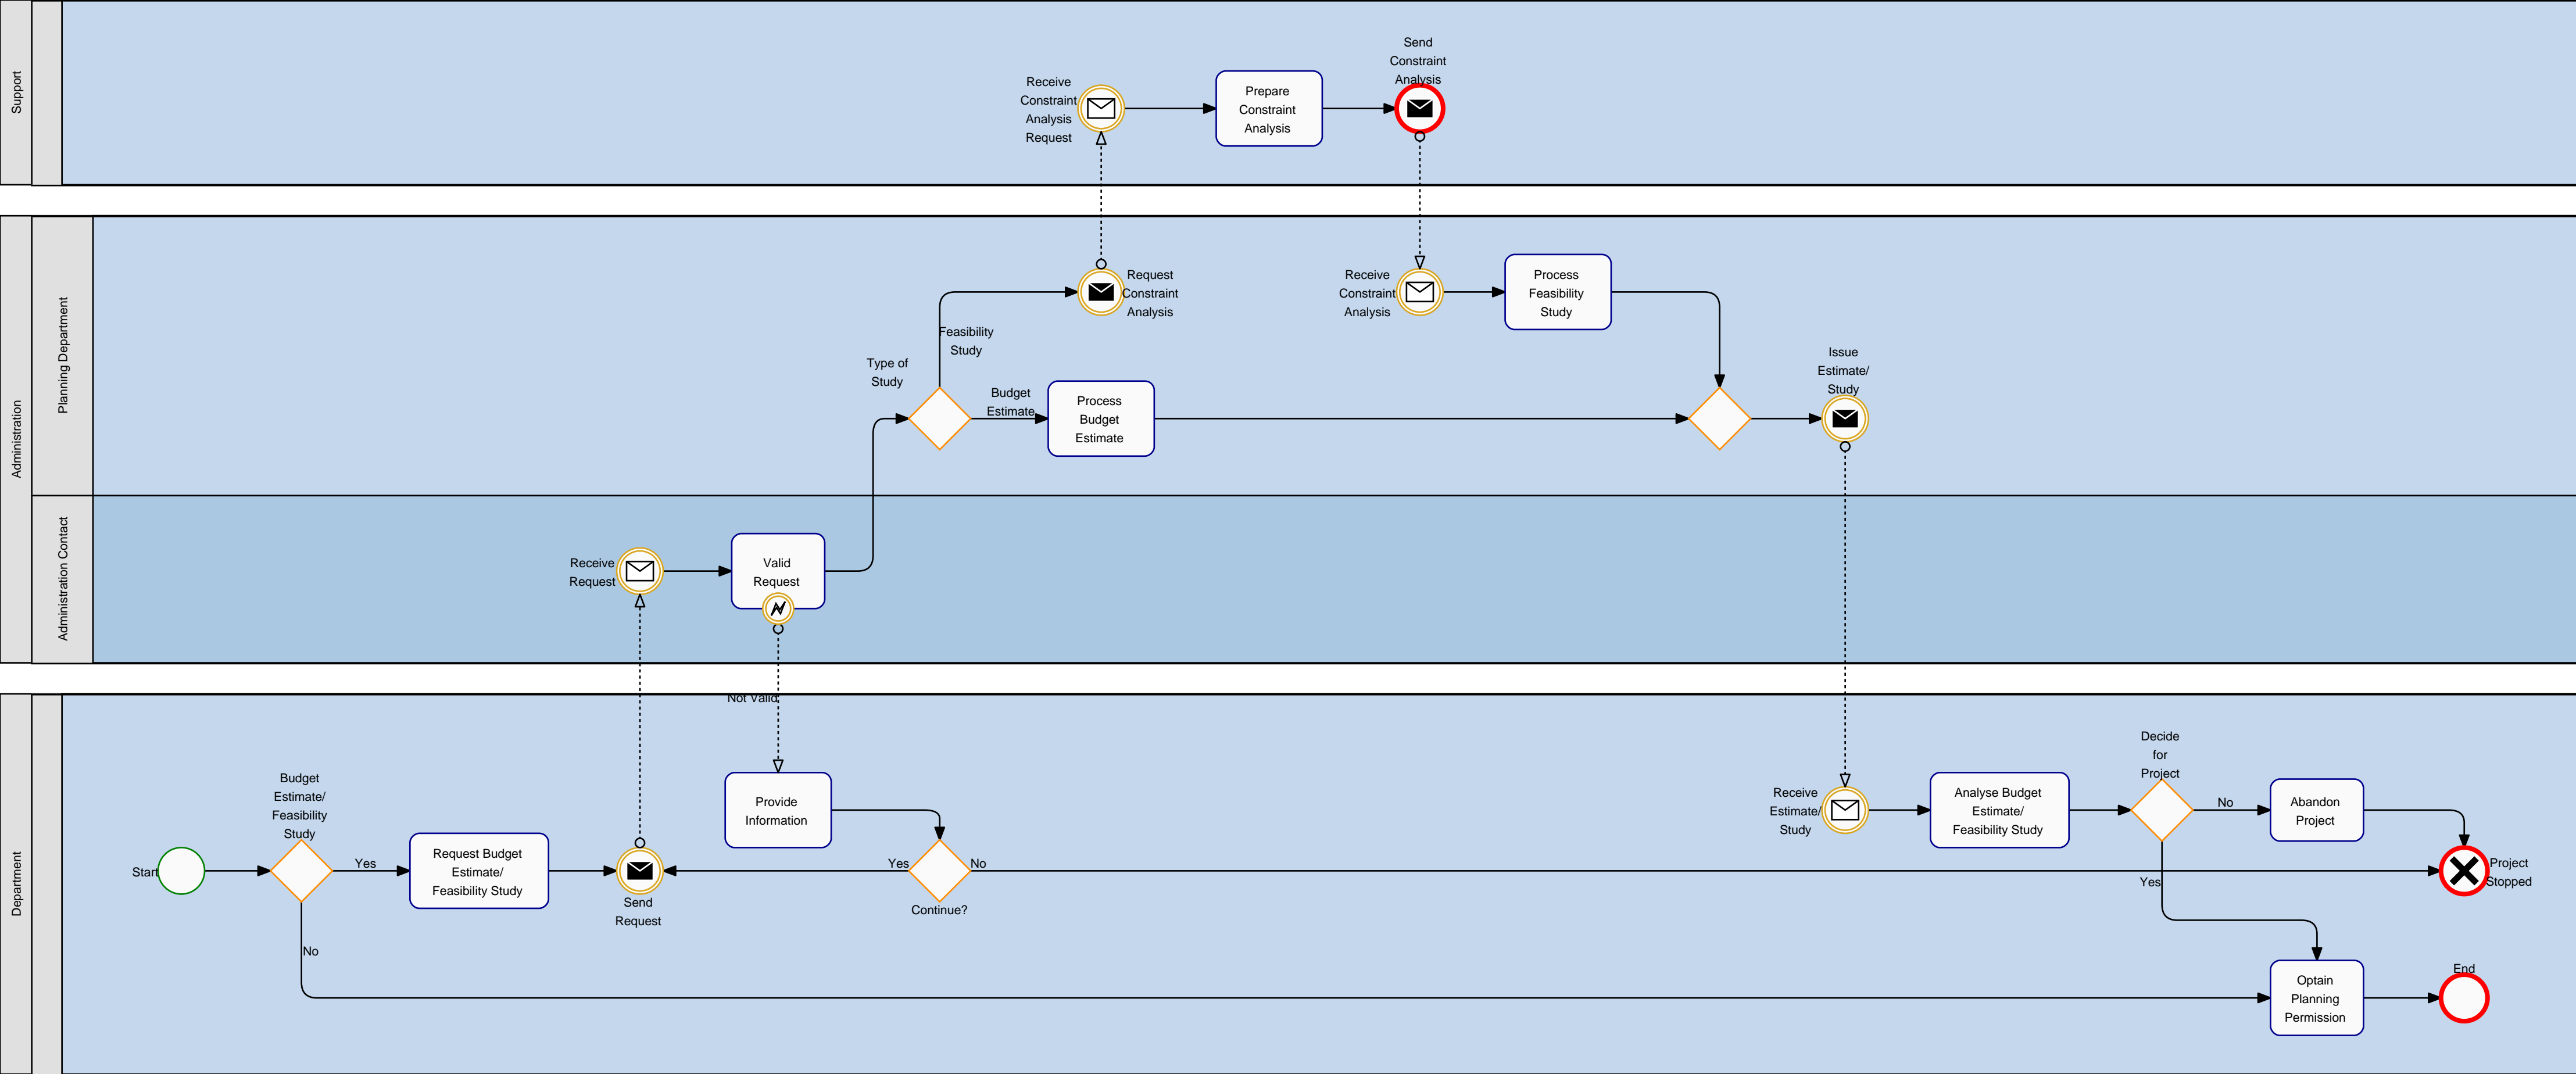 Support
Receive
Constraint
Analysis
Request
Prepare
Constraint
Analysis
Send
Constraint
Analysis
Administration
Planning Department
Request
Constraint
Analysis
Receive
Constraint
Analysis
Process
Feasibility
Study
Feasibility
Study
Type of
Study
Budget
Estimate
Process
Budget
Estimate
Issue
Estimate/
Study
Administration Contact
Receive
Request
Valid
Request
Not Valid
Department
Start
Budget
Estimate/
Feasibility
Study
Yes
No
Request Budget
Estimate/
Feasibility Study
Send
Request
Provide
Information
Yes
No
Continue?
Receive
Estimate/
Study
Analyse Budget
Estimate/
Feasibility Study
Decide
for
Project
No
Yes
Abandon
Project
Project
Stopped
Optain
Planning
Permission
End